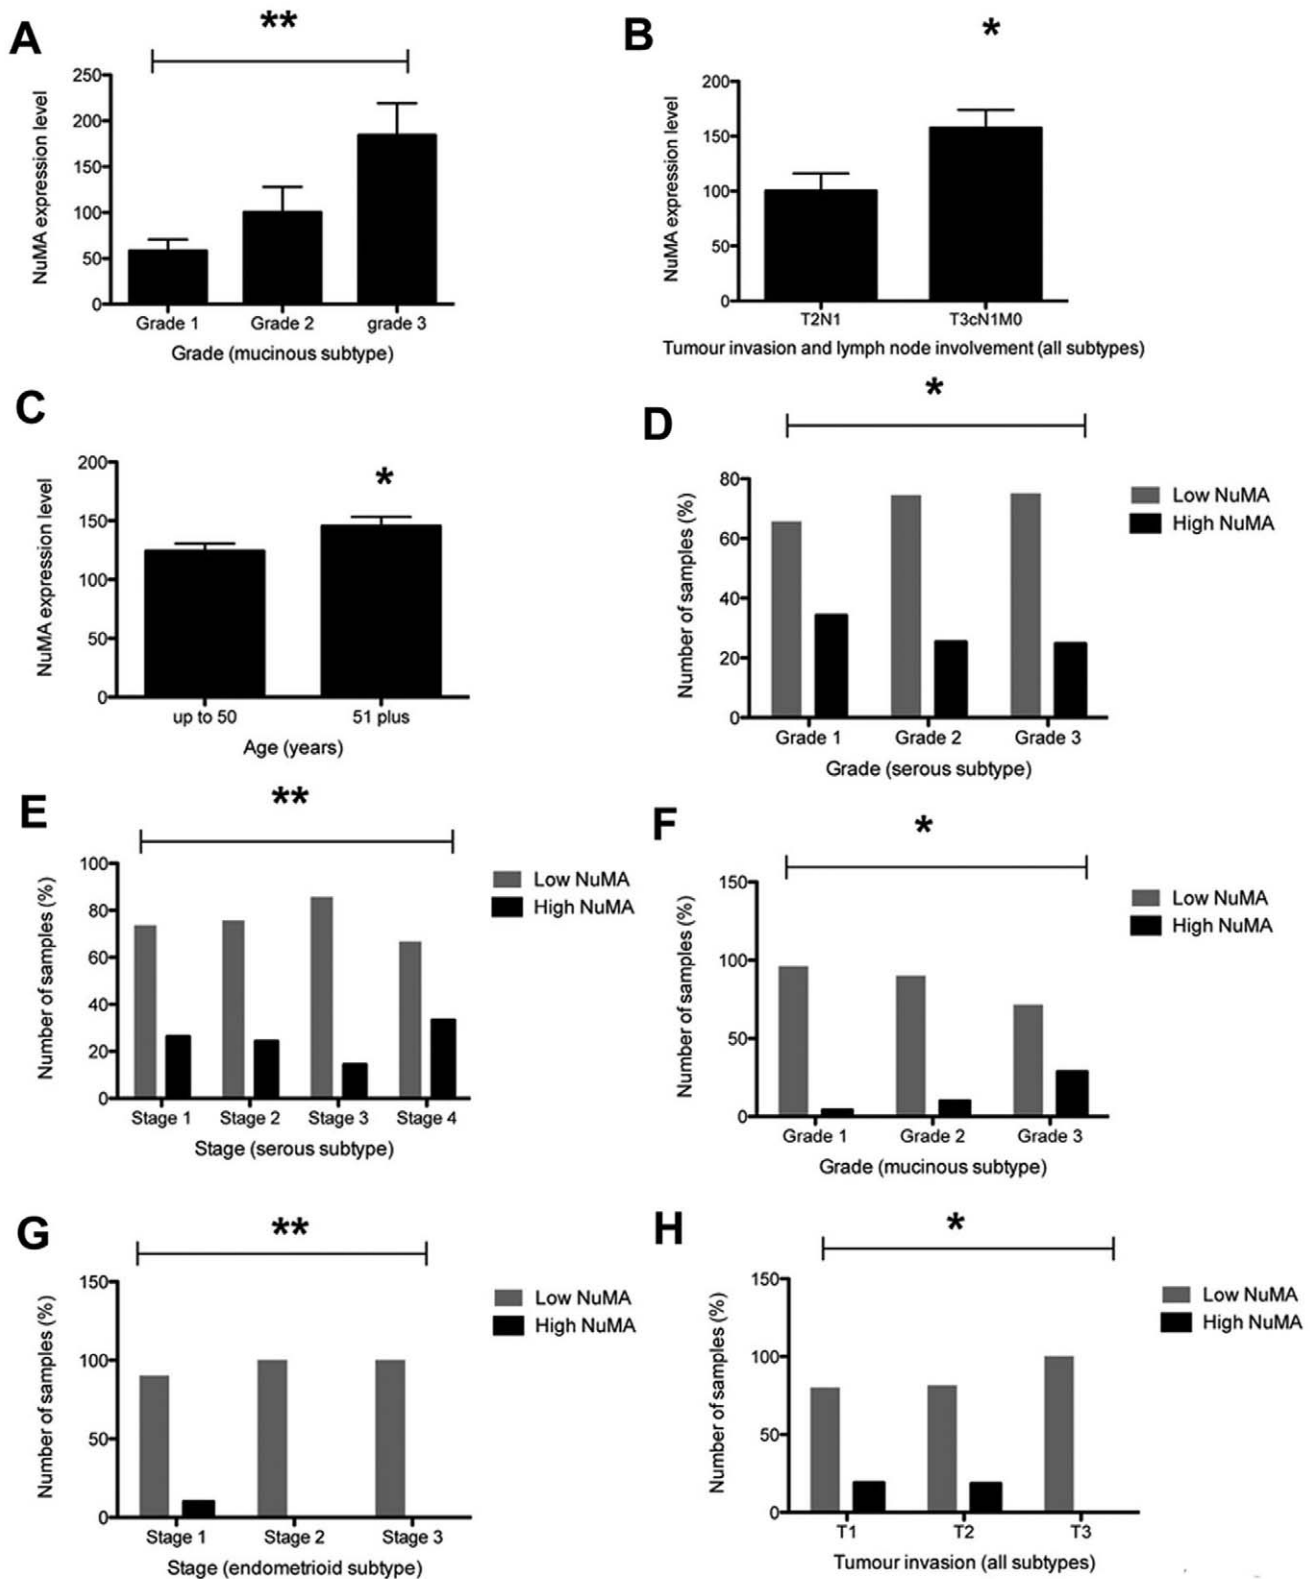 A
**
NuMA expression level
250
200
150
100
50
0
Grade 1
Grade 2
grade 3
Grade (mucinous subtype)
B
*
NuMA expression level
200
150
100
50
0
T2N1
T3cN1M0
Tumour invasion and lymph node involvement (all subtypes)
C
*
NuMA expression level
200
150
100
50
0
up to 50
51 plus
Age (years)
D
*
Number of samples (%)
80
60
40
20
0
Grade 1
Grade 2
Grade 3
Grade (serous subtype)
Low NuMA
High NuMA
E
**
Number of samples (%)
100
80
60
40
20
0
Stage 1
Stage 2
Stage 3
Stage 4
Stage (serous subtype)
Low NuMA
High NuMA
F
*
Number of samples (%)
150
100
50
0
Grade 1
Grade 2
Grade 3
Grade (mucinous subtype)
Low NuMA
High NuMA
G
**
Number of samples (%)
150
100
50
0
Stage 1
Stage 2
Stage 3
Stage (endometrioid subtype)
Low NuMA
High NuMA
H
*
Number of samples (%)
150
100
50
0
T1
T2
T3
Tumour invasion (all subtypes)
Low NuMA
High NuMA